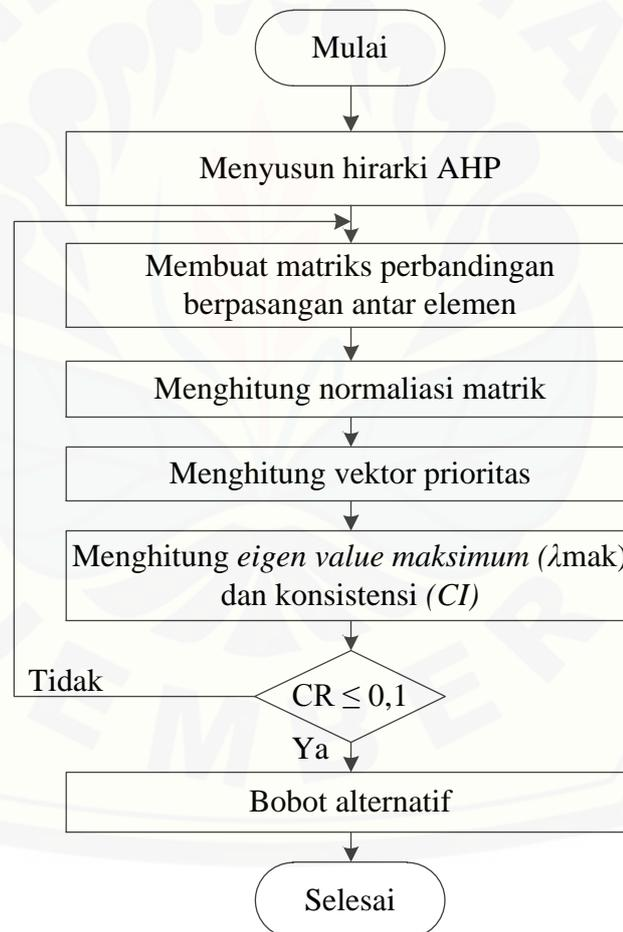 Mulai
Menyusun hirarki AHP
Membuat matriks perbandingan
berpasangan antar elemen
Menghitung normaliasi matrik
Menghitung vektor prioritas
Menghitung eigen value maksimum (λmak)
dan konsistensi (CI)
Tidak
CR ≤ 0,1
Ya
Bobot alternatif
Selesai